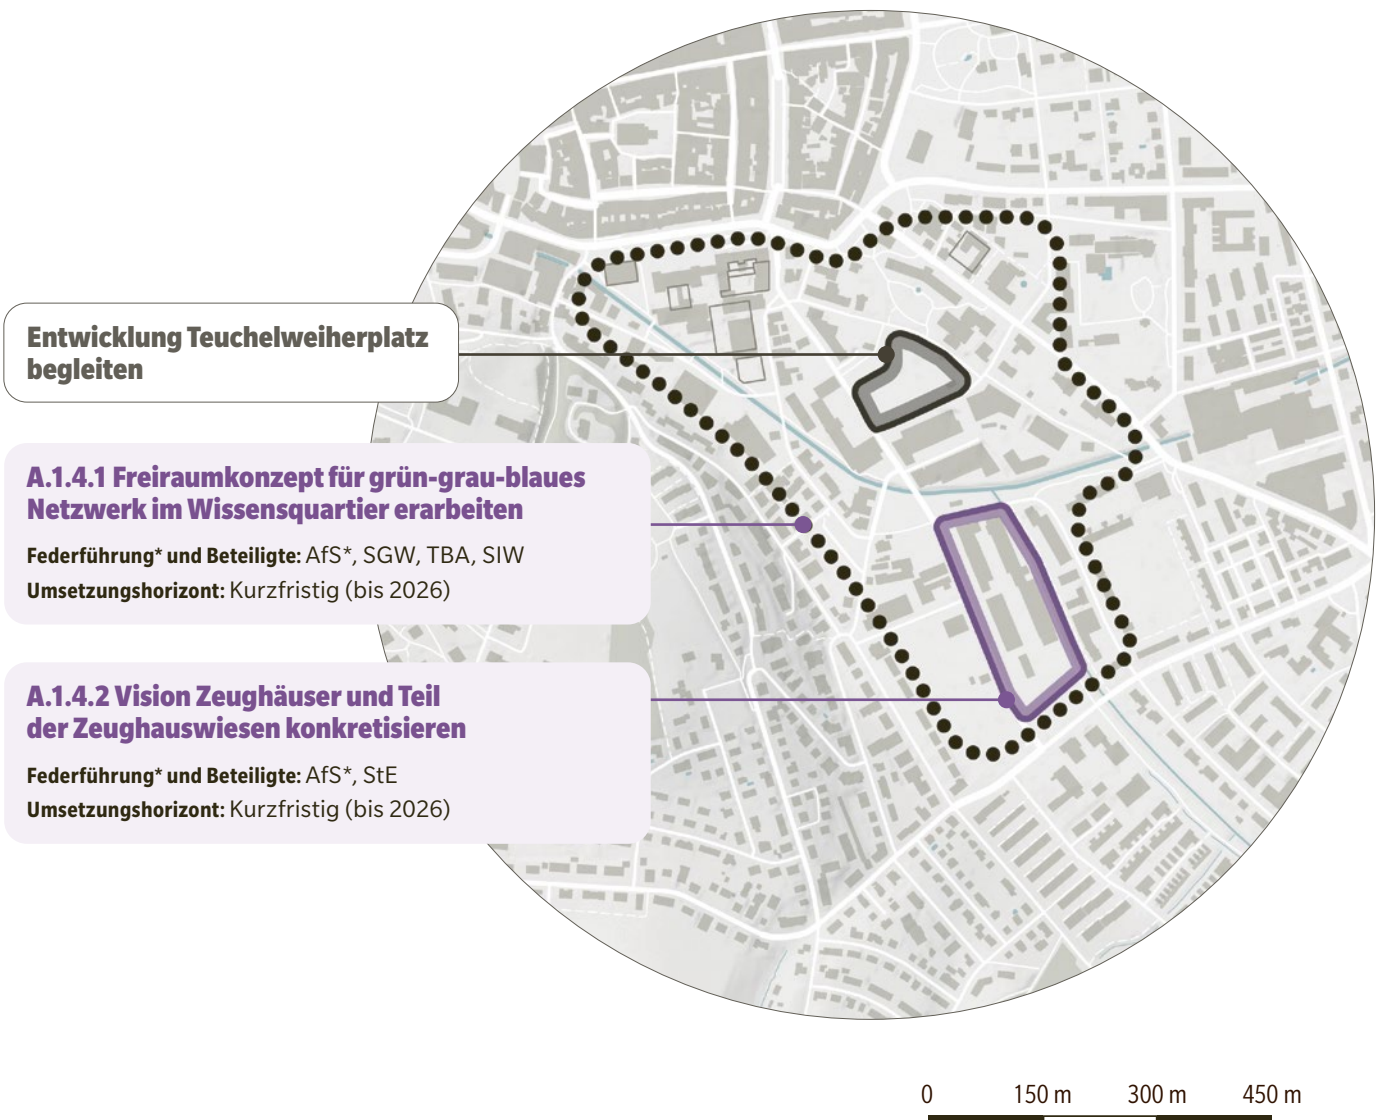 Entwicklung Teuchelweiherplatz
begleiten
A.1.4.1 Freiraumkonzept für grün-grau-blaues
Netzwerk im Wissensquartier erarbeiten
Federführung* und Beteiligte: AfS*, SGW, TBA, SIW
Umsetzungshorizont: Kurzfristig (bis 2026)
A.1.4.2 Vision Zeughäuser und Teil
der Zeughauswiesen konkretisieren
Federführung* und Beteiligte: AfS*, StE
Umsetzungshorizont: Kurzfristig (bis 2026)
0 150 m 300 m 450 m